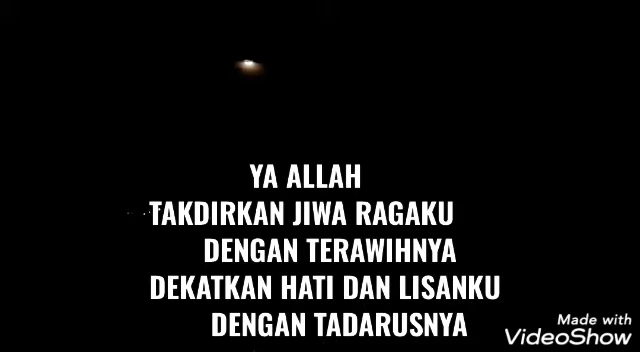 YA ALLAH
TAKDIRKAN JIWA RAGAKU
DENGAN TERAWIHNYA
DEKATKAN HATI DAN LISANKU
DENGAN TADARUSNYA
Made with
VideoShow